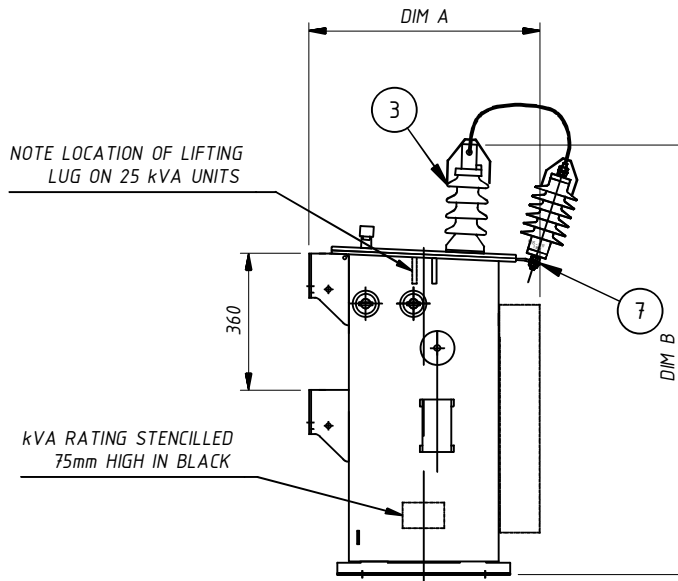 DIM A
3
NOTE LOCATION OF LIFTING
LUG ON 25 kVA UNITS
7
360
DIM B
kVA RATING STENCILLED
75mm HIGH IN BLACK